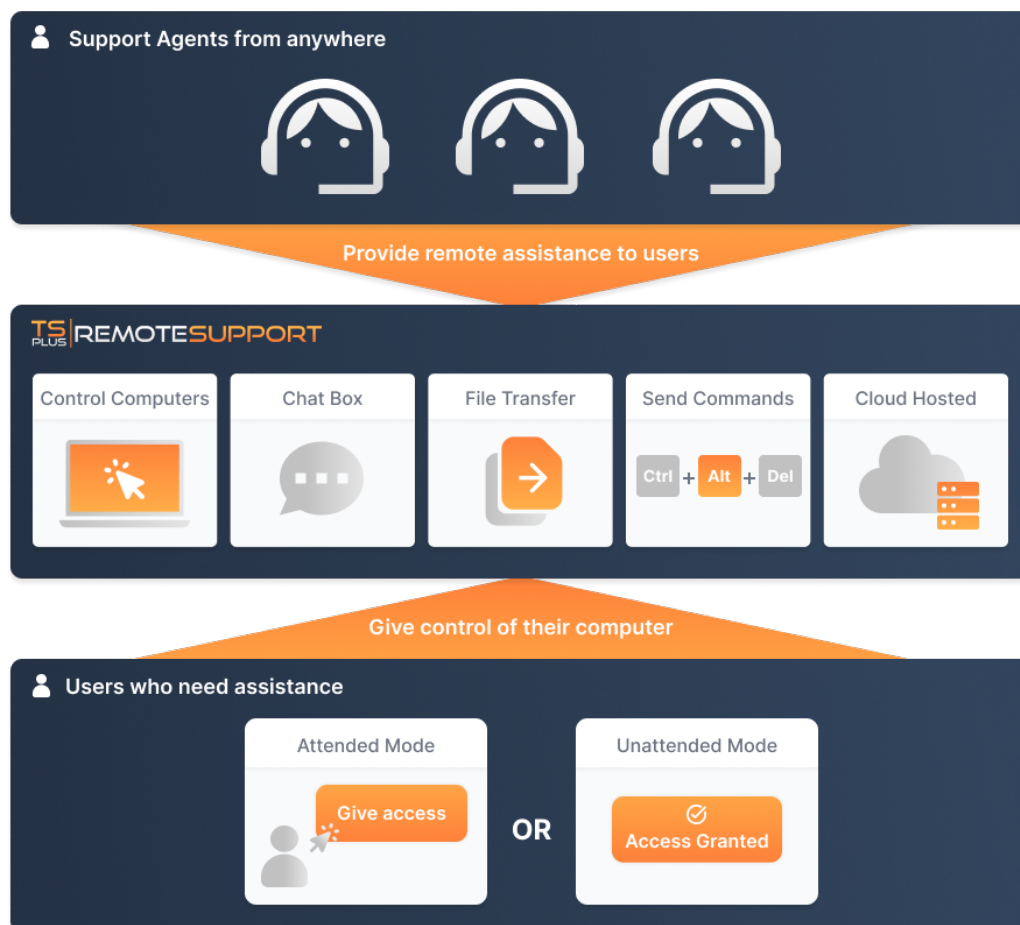 Support Agents from anywhere
Provide remote assistance to users
TS PLUS REMOTESUPPORT
Control Computers
Chat Box
File Transfer
Send Commands
Cloud Hosted
Ctrl + Alt + Del
Give control of their computer
Users who need assistance
Attended Mode
Unattended Mode
Give access
OR
Access Granted